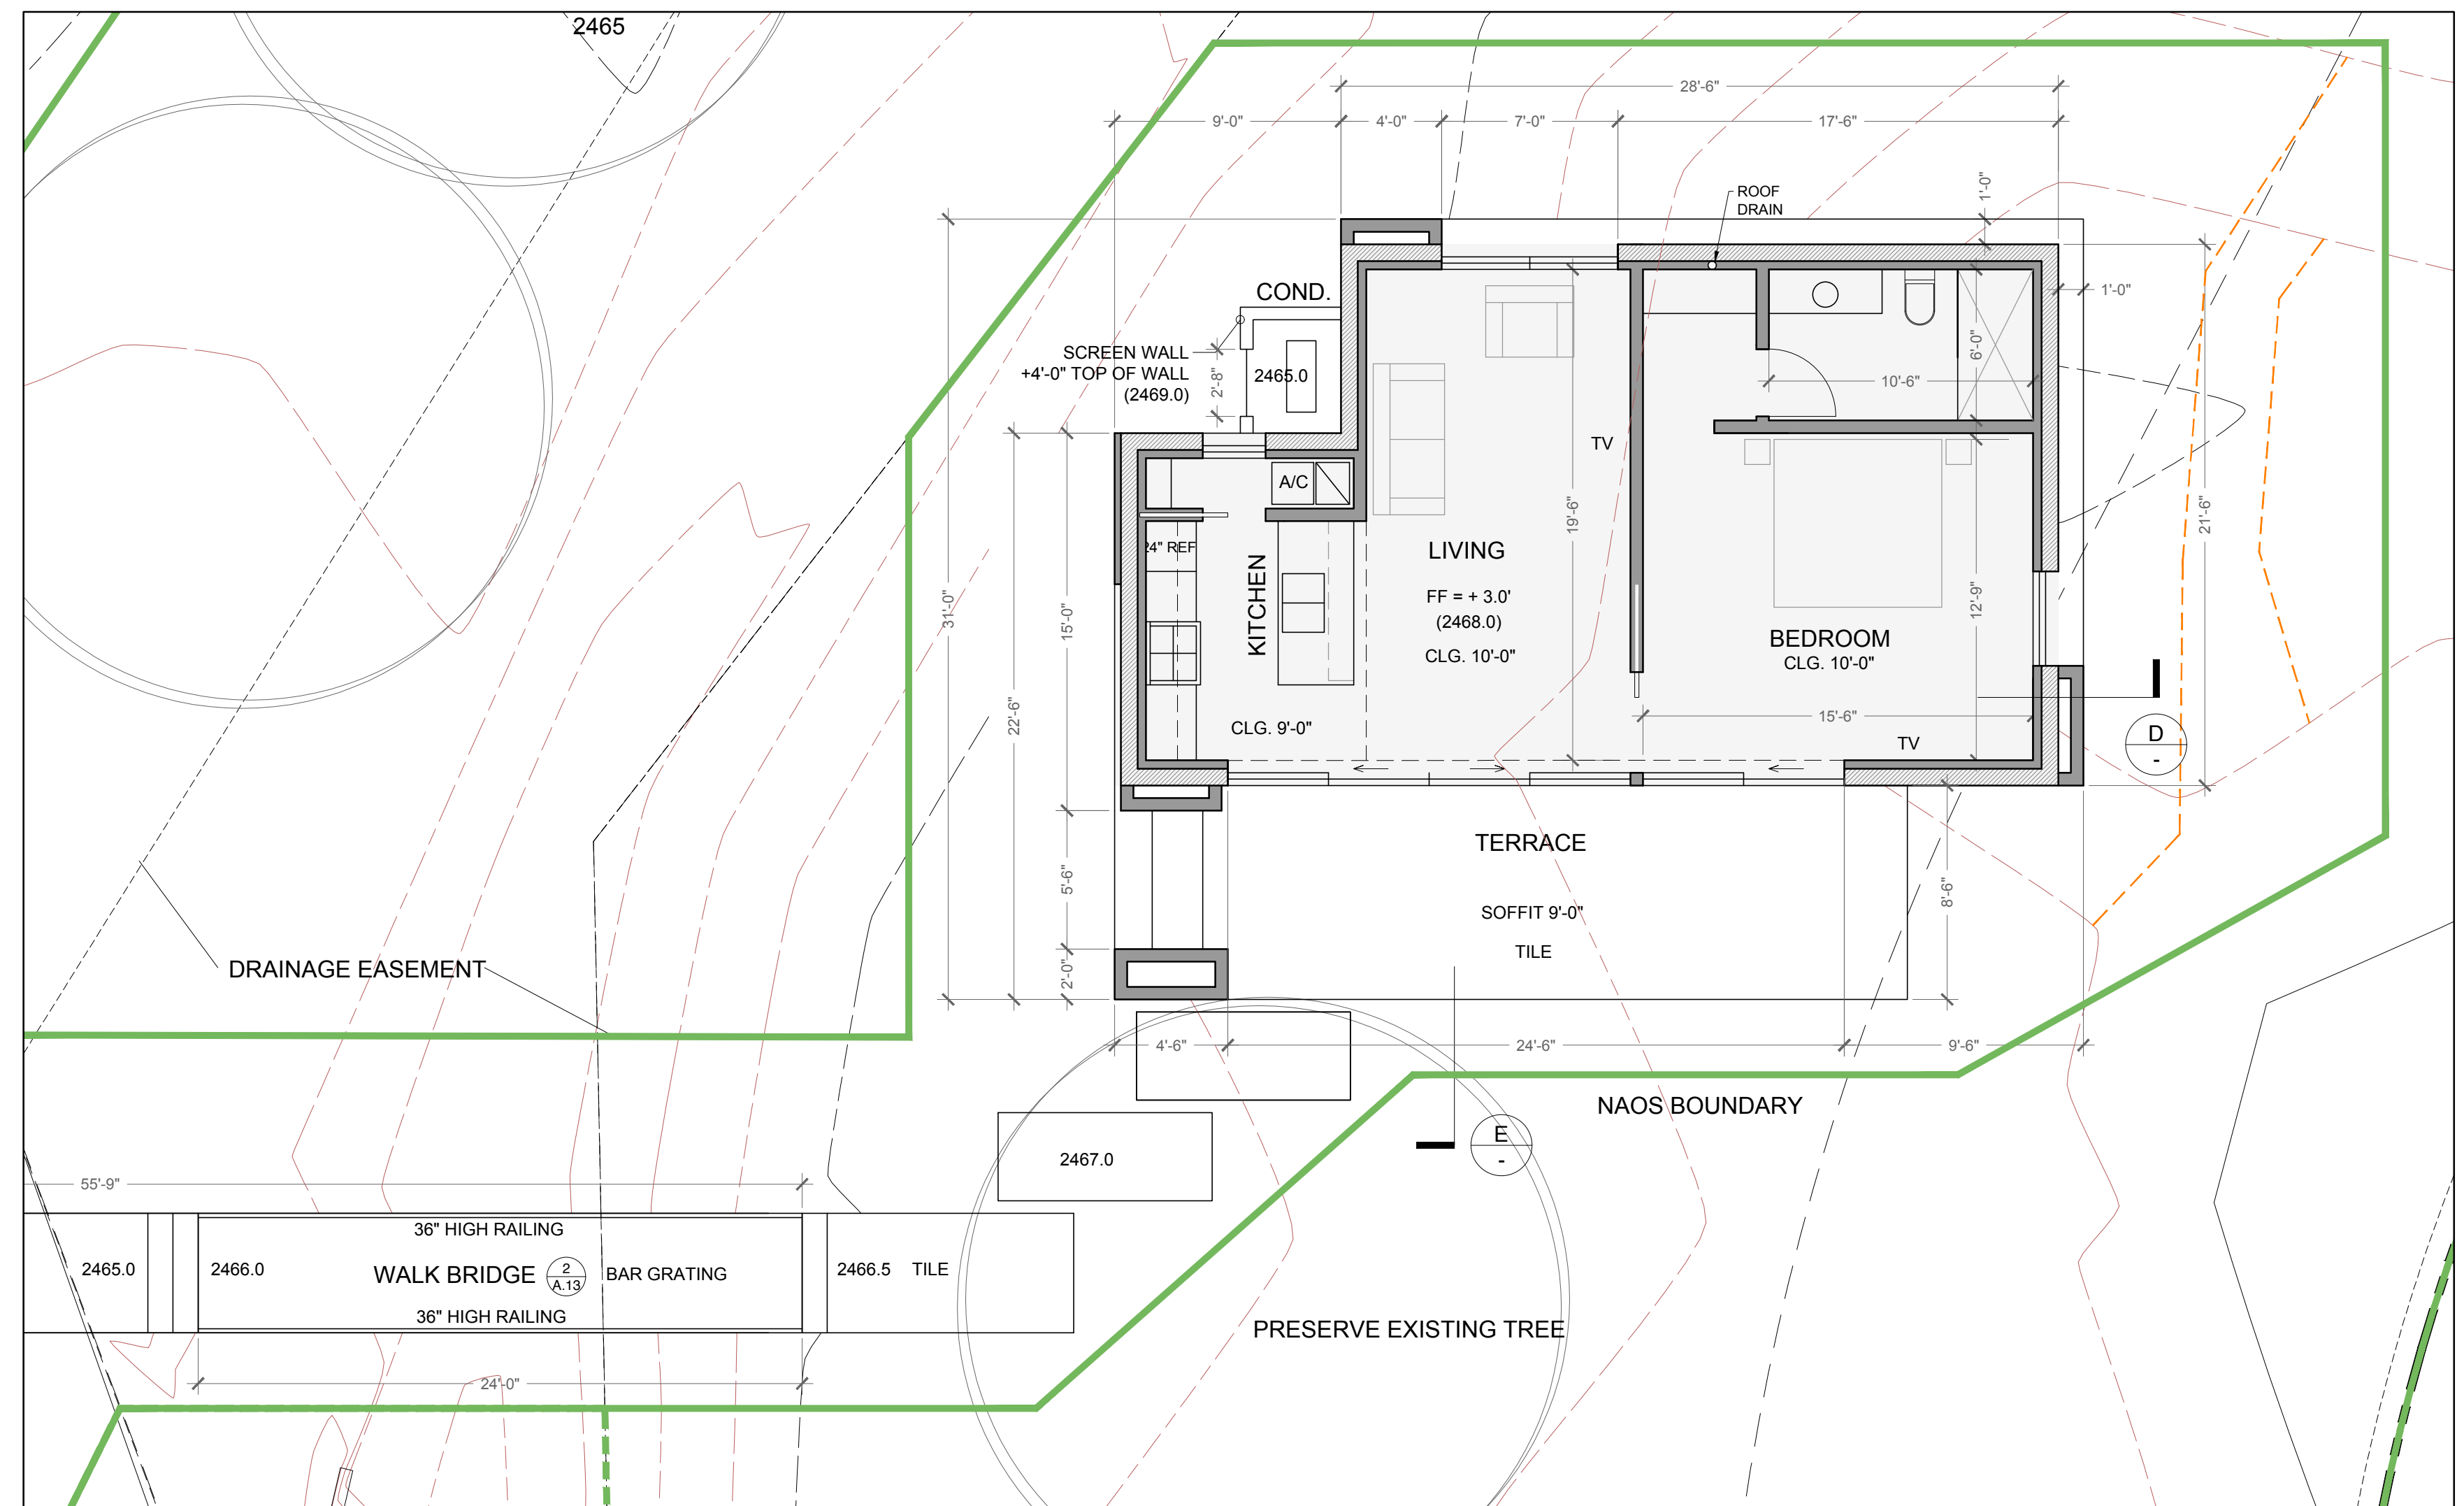 2465
28'-6"
9'-0"
4'-0"
7'-0"
17'-6"
ROOF
DRAIN
1'-0"
1'-0"
COND.
SCREEN WALL
+4'-0" TOP OF WALL
(2469.0)
2'-8"
2465.0
6'-0"
10'-6"
TV
A/C
24" REF
KITCHEN
LIVING
FF = + 3.0'
(2468.0)
CLG. 10'-0"
19'-6"
BEDROOM
CLG. 10'-0"
12'-9"
21'-6"
31'-0"
15'-0"
22'-6"
CLG. 9'-0"
15'-6"
TV
D
-
TERRACE
SOFFIT 9'-0"
TILE
5'-6"
8'-6"
2'-0"
DRAINAGE EASEMENT
4'-6"
24'-6"
9'-6"
NAOS BOUNDARY
E
-
2467.0
55'-9"
36" HIGH RAILING
2465.0
2466.0
WALK BRIDGE
2
A.13
BAR GRATING
2466.5
TILE
36" HIGH RAILING
PRESERVE EXISTING TREE
24'-0"